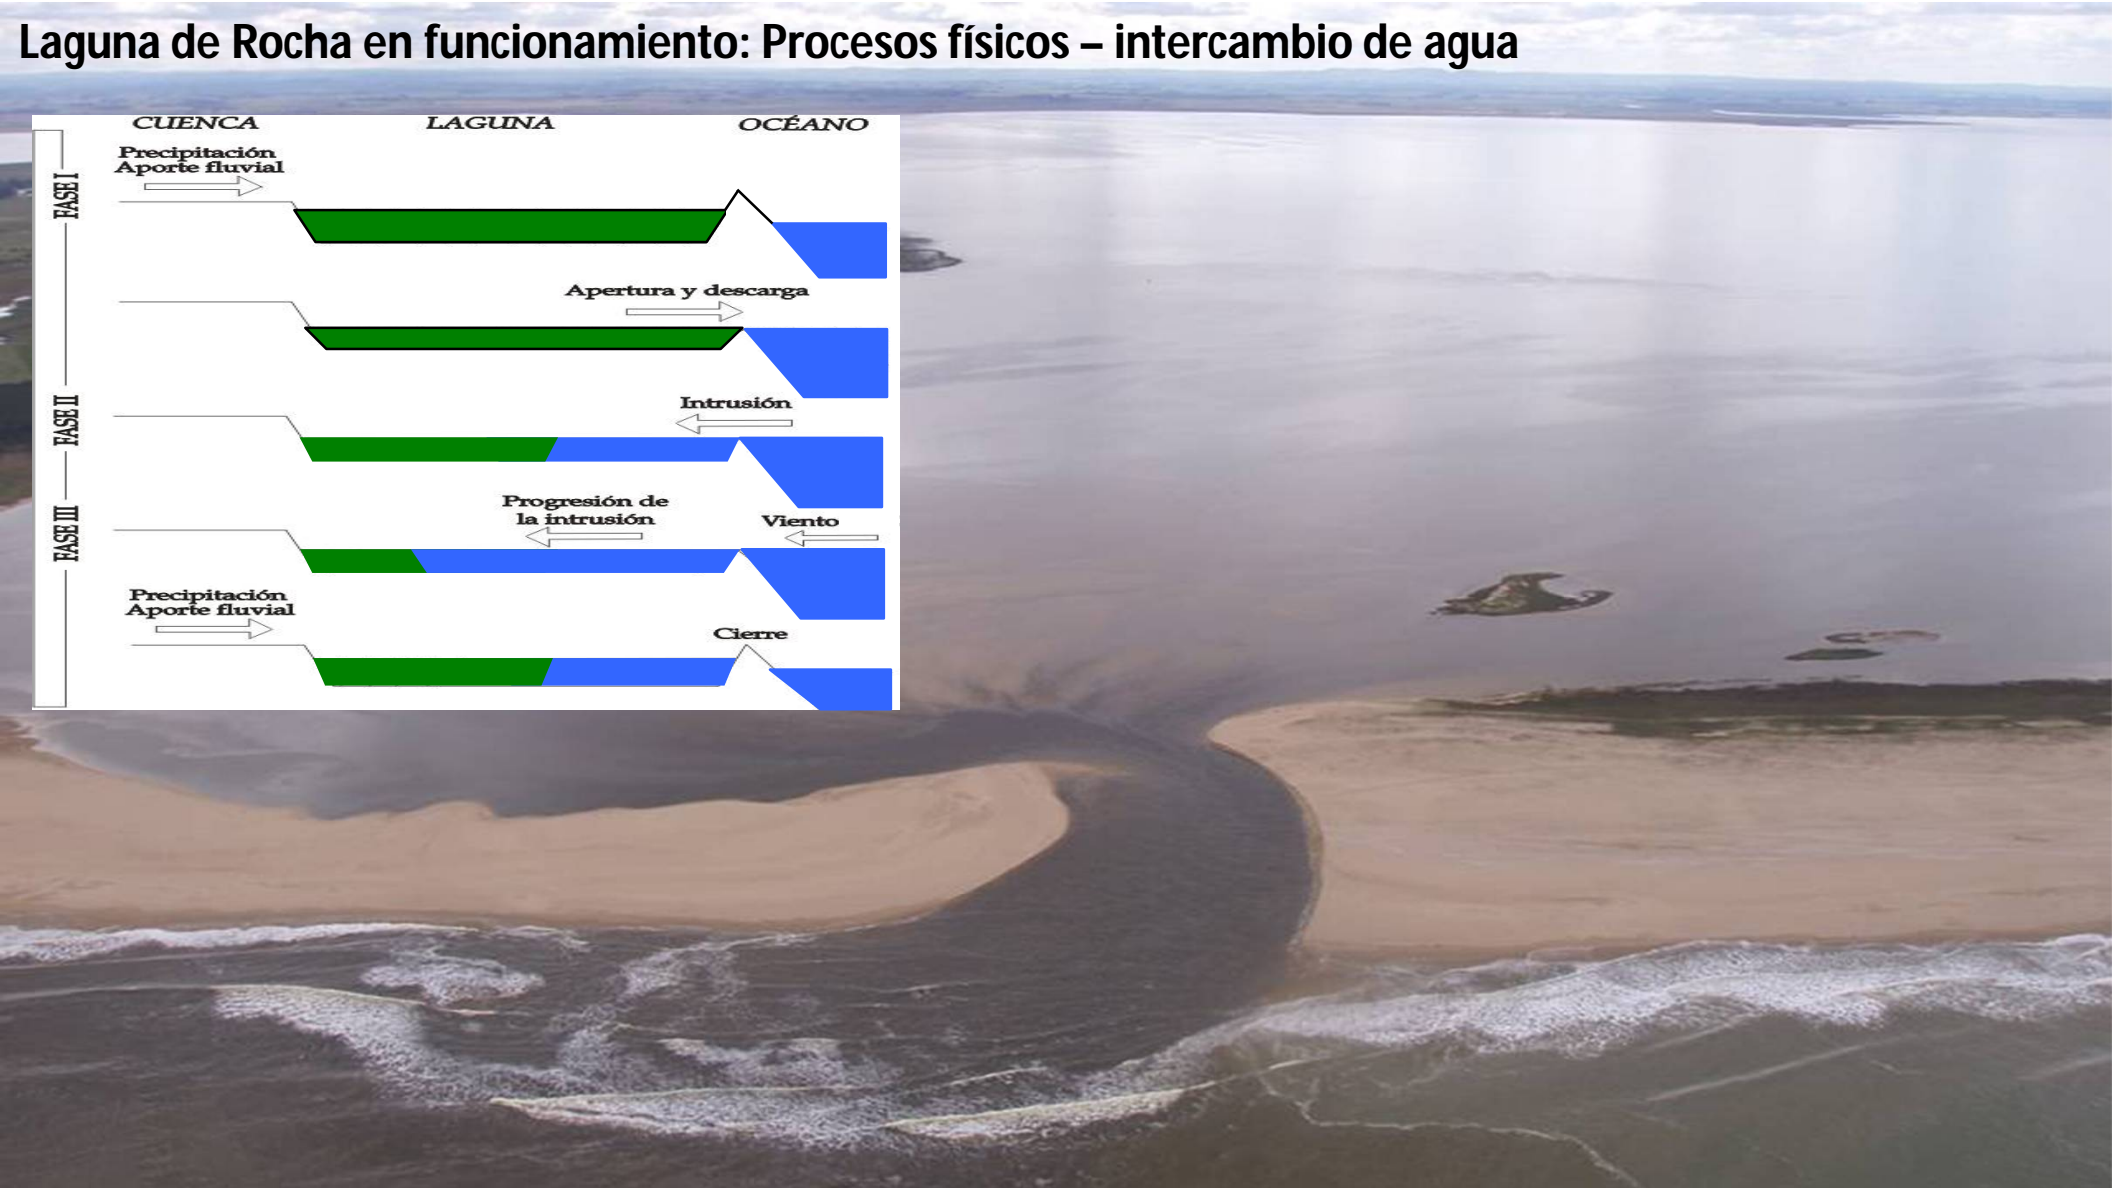 Laguna de Rocha en funcionamiento: Procesos físicos – intercambio de agua
CUENCA LAGUNA OCÉANO
Precipitación
Aporte fluvial
FASE I
Apertura y descarga
FASE II
Intrusión
Progresión de
la intrusión
Viento
FASE III
Precipitación
Aporte fluvial
Cierre